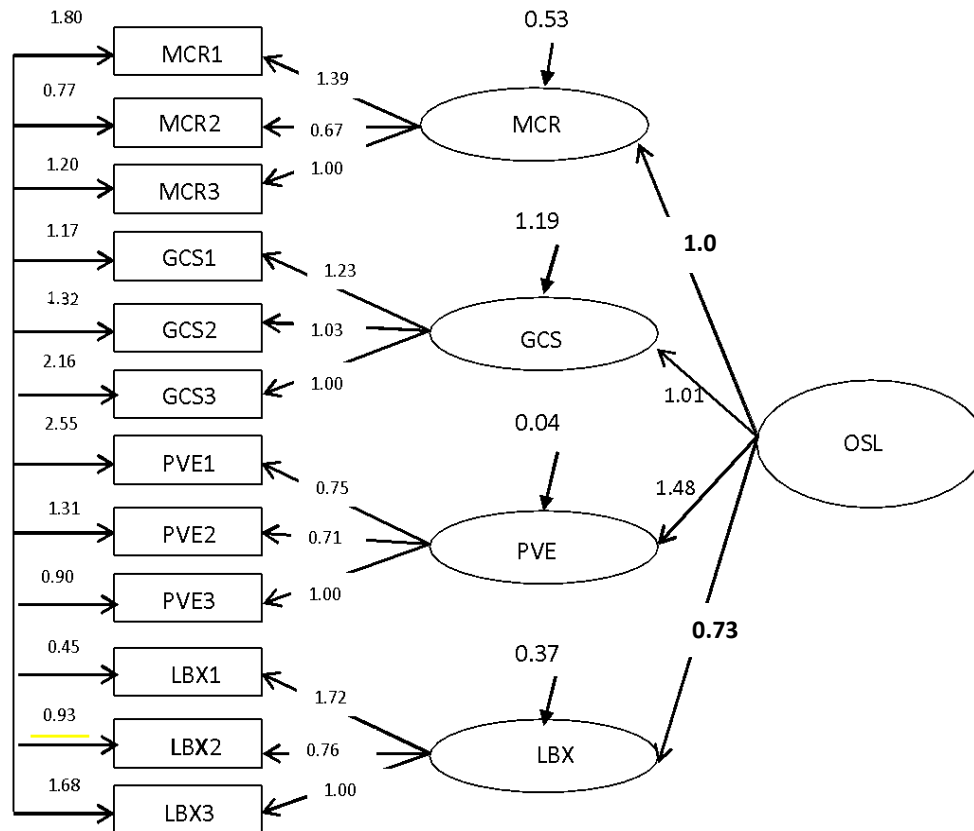 1.80
MCR1
0.53
1.39
0.77
MCR2
0.67
MCR
1.20
MCR3
1.00
1.17
GCS1
1.19
1.0
1.23
1.32
GCS2
1.03
GCS
2.16
GCS3
1.00
1.01
0.04
OSL
2.55
PVE1
0.75
1.48
1.31
PVE2
0.71
PVE
0.90
PVE3
1.00
0.73
0.45
LBX1
0.37
1.72
0.93
LBX2
0.76
LBX
1.68
LBX3
1.00